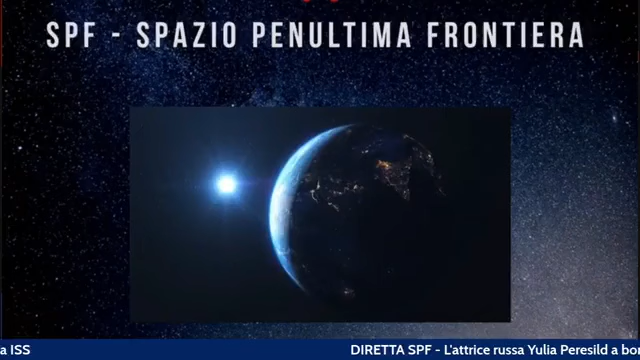 SPF - SPAZIO PENULTIMA FRONTIERA
a ISS
DIRETTA SPF - L'attrice russa Yulia Peresild a bor